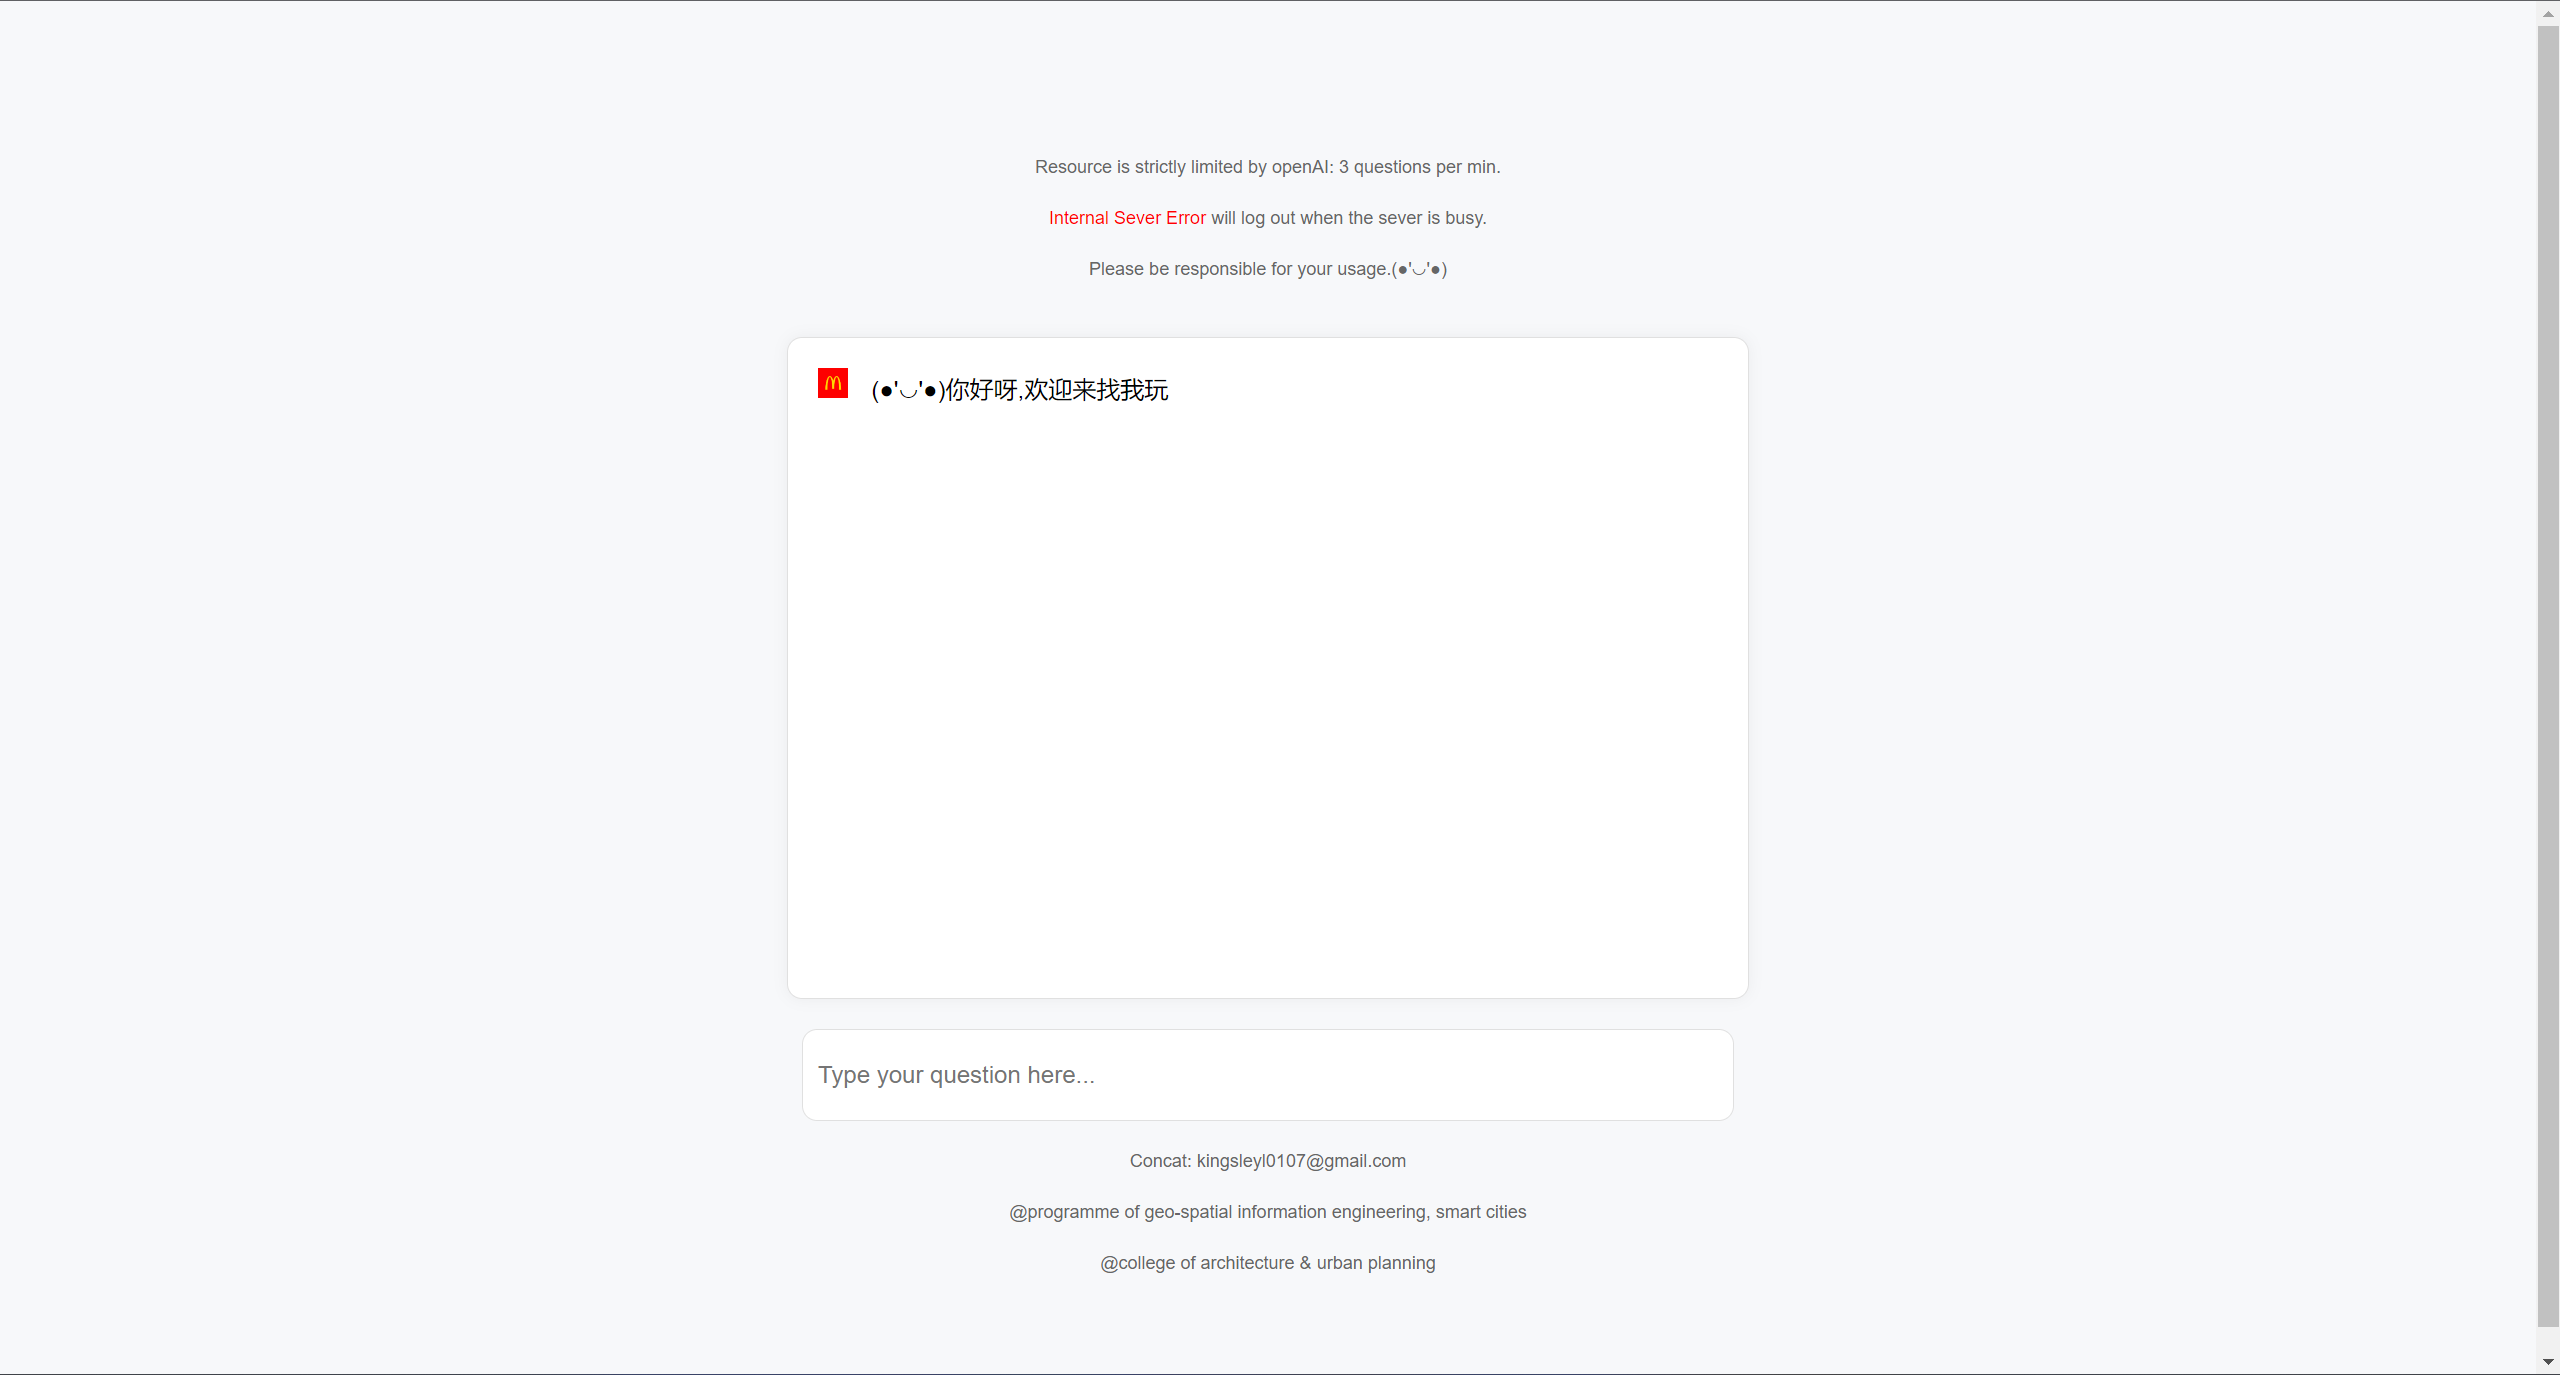 Resource is strictly limited by openAI: 3 questions per min.
Internal Sever Error will log out when the sever is busy.
Please be responsible for your usage.(●'◡'●)
(●'◡'●)你好呀,欢迎来找我玩
Type your question here...
Concat: kingsleyl0107@gmail.com
@programme of geo-spatial information engineering, smart cities
@college of architecture & urban planning